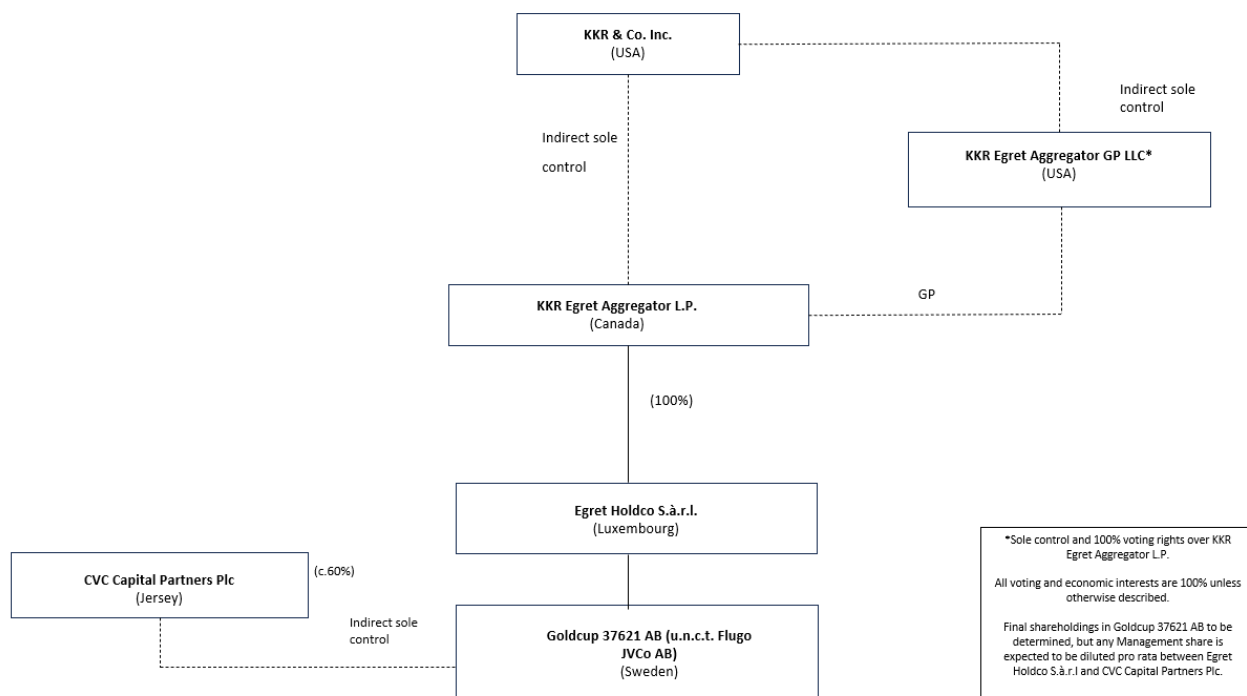 KKR & Co. Inc.
(USA)
Indirect sole
control
Indirect sole
control
KKR Egret Aggregator GP LLC*
(USA)
KKR Egret Aggregator L.P.
(Canada)
GP
(100%)
Egret Holdco S.à.r.l.
(Luxembourg)
CVC Capital Partners Plc
(Jersey)
(c.60%)
Indirect sole
control
Goldcup 37621 AB (u.n.c.t. Flugo
JVCo AB)
(Sweden)
*Sole control and 100% voting rights over KKR
Egret Aggregator L.P.
All voting and economic interests are 100% unless
otherwise described.
Final shareholdings in Goldcup 37621 AB to be
determined, but any Management share is
expected to be diluted pro rata between Egret
Holdco S.à.r.l and CVC Capital Partners Plc.